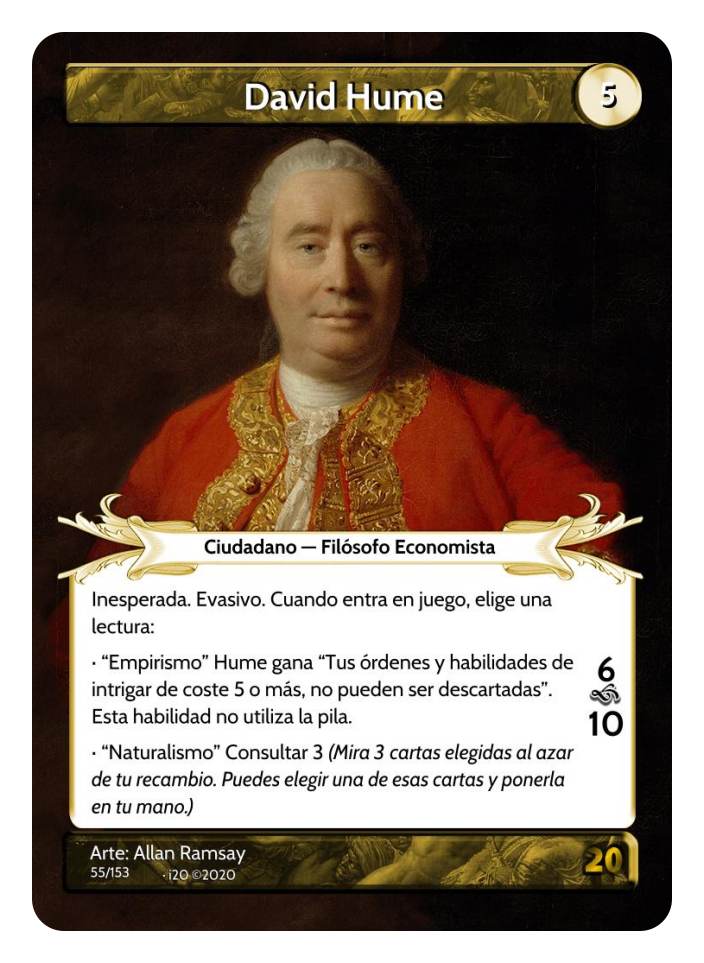 David Hume
5
Ciudadano — Filósofo Economista
Inesperada. Evasivo. Cuando entra en juego, elige una
lectura:
· “Empirismo” Hume gana “Tus órdenes y habilidades de
intrigar de coste 5 o más, no pueden ser descartadas”.
Esta habilidad no utiliza la pila.
· “Naturalismo” Consultar 3 (Mira 3 cartas elegidas al azar
de tu recambio. Puedes elegir una de esas cartas y ponerla
en tu mano.)
6
10
Arte: Allan Ramsay
55/153 · i20 ©2020
20